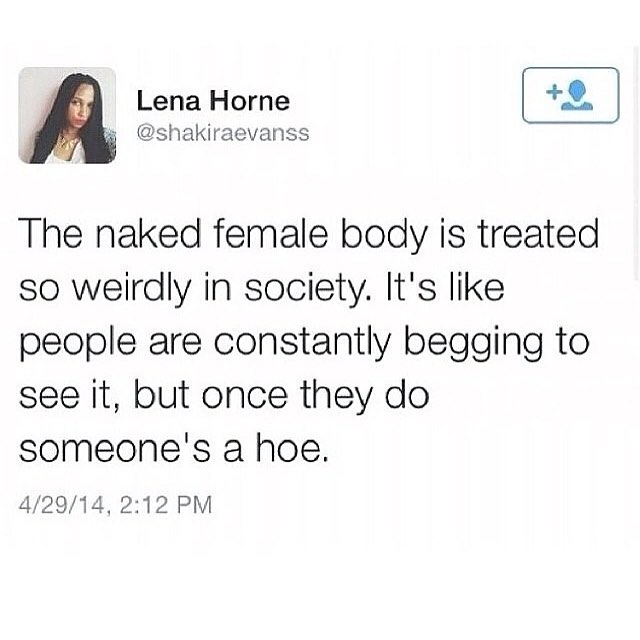 Lena Horne
@shakiraevanss
The naked female body is treated
so weirdly in society. It's like
people are constantly begging to
see it, but once they do
someone's a hoe.
4/29/14, 2:12 PM